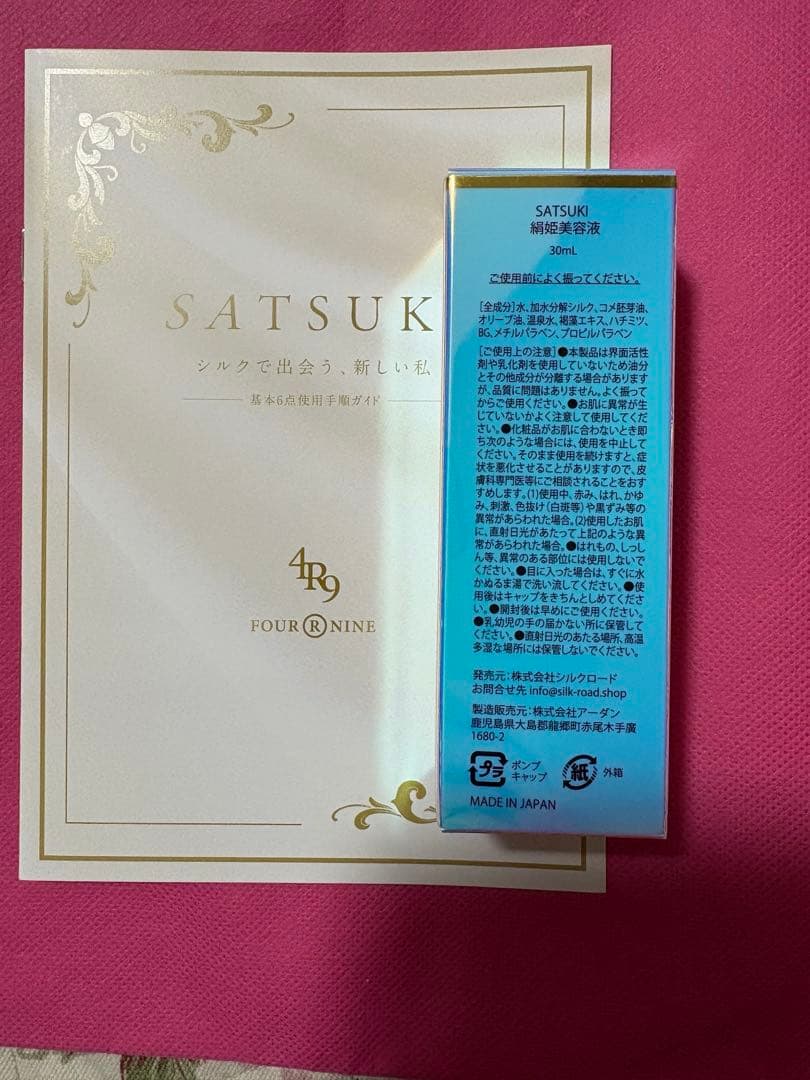 SATSUK
シルクで出会う、新しい私
基本6点使用手順ガイド
4R9
FOUR Ⓡ NINE
SATSUKI
絹姫美容液
30mL
ご使用前によく振ってください。
[全成分]水、加水分解シルク、コメ胚芽油、
オリーブ油、温泉水、褐藻エキス、ハチミツ、
BG、メチルパラベン、プロピルパラベン
[ご使用上の注意]●本製品は界面活性
剤や乳化剤を使用していないため油分
とその他成分が分離する場合があります
が、品質に問題はありません。よく振って
からご使用ください。●お肌に異常が生
じていないかよく注意して使用してくだ
さい。●化粧品がお肌に合わないとき即
ち次のような場合には、使用を中止して
ください。そのまま使用を続けますと、症
状を悪化させることがありますので、皮
膚科専門医等にご相談されることをおす
すめします。(1)使用中、赤み、はれ、かゆ
み、刺激、色抜け(白斑等)や黒ずみ等の
異常があらわれた場合。(2)使用したお肌
に、直射日光があたって上記のような異
常があらわれた場合。●はれもの、しっし
ん等、異常のある部位には使用しないで
ください。●目に入った場合は、すぐに水
かぬるま湯で洗い流してください。●使
用後はキャップをきちんとしめてくださ
い。●開封後は早めにご使用ください。
●乳幼児の手の届かない所に保管して
ください。●直射日光のあたる場所、高温
多湿な場所には保管しないでください。
発売元:株式会社シルクロード
お問合せ先 info@silk-road.shop
製造販売元:株式会社アーダン
鹿児島県大島郡龍郷町赤尾木手廣
1680-2
プラ ポンプ
キャップ
紙 外箱
MADE IN JAPAN